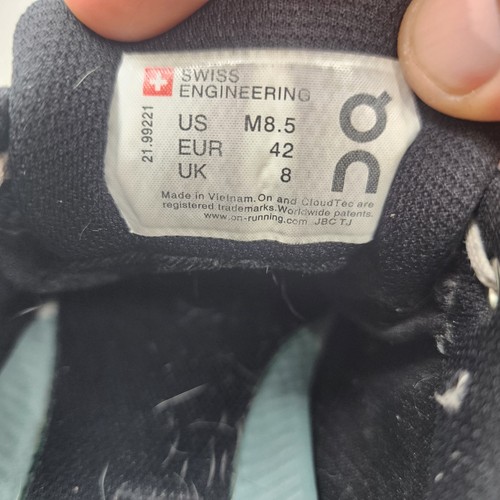 SWISS
ENGINEERING
21.99221
US M8.5
EUR 42
UK 8
On
Made in Vietnam.On and CloudTec are
registered trademarks.Worldwide patents.
www.on-running.com JBC TJ